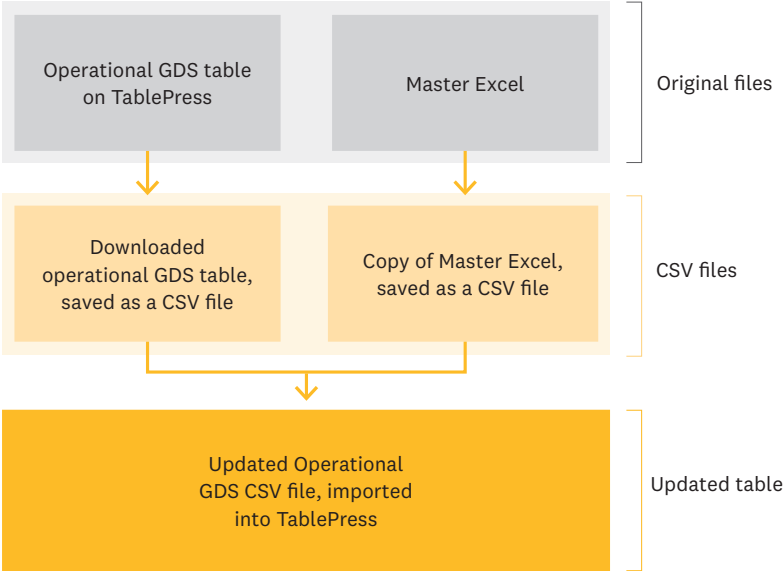 Operational GDS table
on TablePress
Master Excel
Original files
Downloaded
operational GDS table,
saved as a CSV file
Copy of Master Excel,
saved as a CSV file
CSV files
Updated Operational
GDS CSV file, imported
into TablePress
Updated table